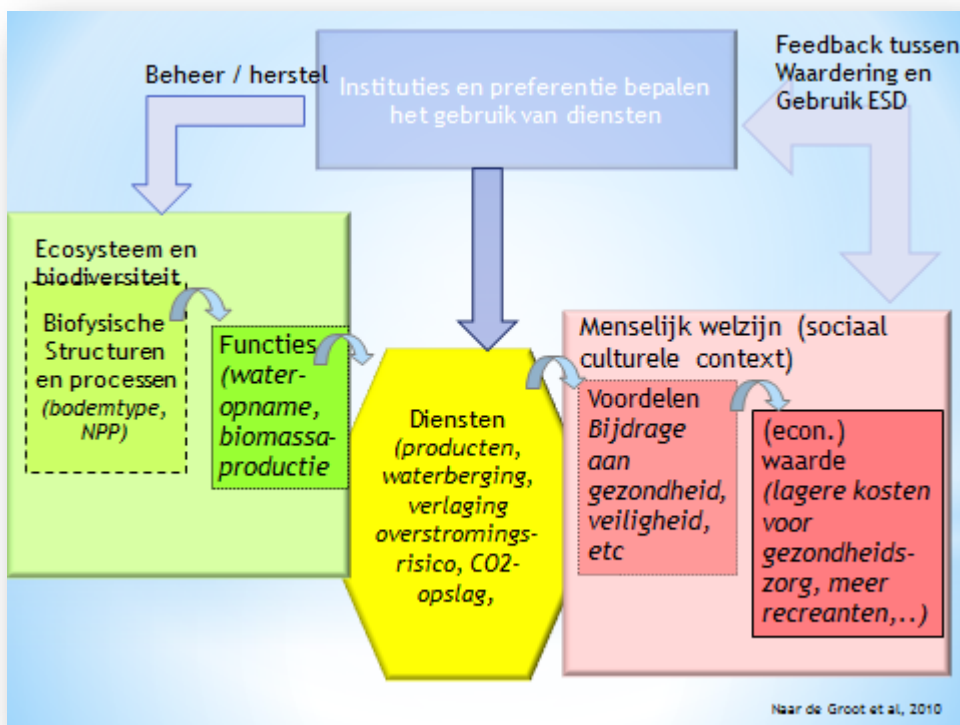 Beheer / herstel
Instituties en preferentie bepalen
het gebruik van diensten
Feedback tussen
Waardering en
Gebruik ESD
Ecosysteem en
biodiversiteit
Biofysische
Structuren
en processen
(bodemtype,
NPP)
Functies
(water-
opname,
biomassa-
productie
Diensten
(producten,
waterberging,
verlaging
overstromings-
risico, CO2-
opslag,
Menselijk welzijn (sociaal
culturele context)
Voordelen
Bijdrage
aan
gezondheid,
veiligheid,
etc
(econ.)
waarde
(lagere kosten
voor
gezondheids-
zorg, meer
recreanten,..)
Naar de Groot et al, 2010